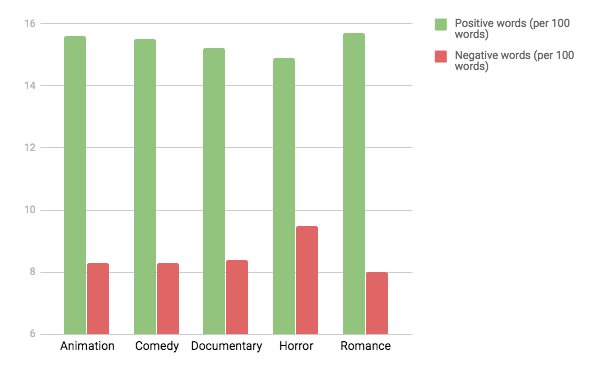 16
14
12
10
8
6
Animation Comedy Documentary Horror Romance
Positive words (per 100
words)
Negative words (per 100
words)